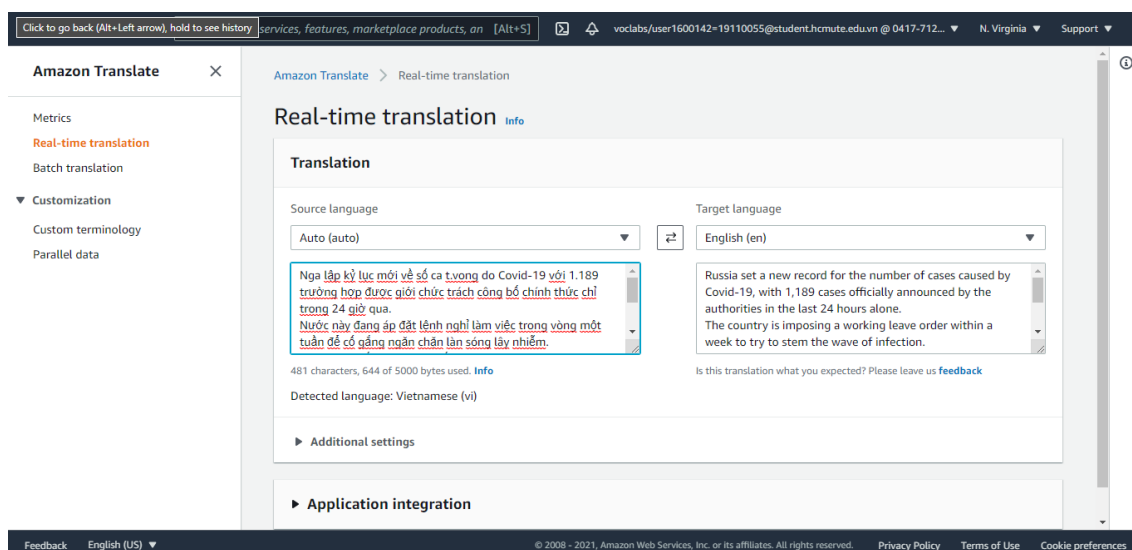 Click to go back (Alt+Left arrow), hold to see history services, features, marketplace products, an [Alt+S] voclabs/user1600142=19110055@student.hcmute.edu.vn @ 0417-712... N. Virginia Support
Amazon Translate
Metrics
Real-time translation
Batch translation
Customization
Custom terminology
Parallel data
Amazon Translate > Real-time translation
Real-time translation Info
Translation
Source language
Auto (auto)
Nga lập kỷ lục mới về số ca t.vong do Covid-19 với 1.189
trường hợp được giới chức trách công bố chính thức chỉ
trong 24 giờ qua.
Nước này đang áp đặt lệnh nghỉ làm việc trong vòng một
tuần để cố gắng ngăn chặn làn sóng lây nhiễm.
481 characters, 644 of 5000 bytes used. Info
Detected language: Vietnamese (vi)
Target language
English (en)
Russia set a new record for the number of cases caused by
Covid-19, with 1,189 cases officially announced by the
authorities in the last 24 hours alone.
The country is imposing a working leave order within a
week to try to stem the wave of infection.
Is this translation what you expected? Please leave us feedback
Additional settings
Application integration
Feedback English (US) © 2008 - 2021, Amazon Web Services, Inc. or its affiliates. All rights reserved. Privacy Policy Terms of Use Cookie preferences